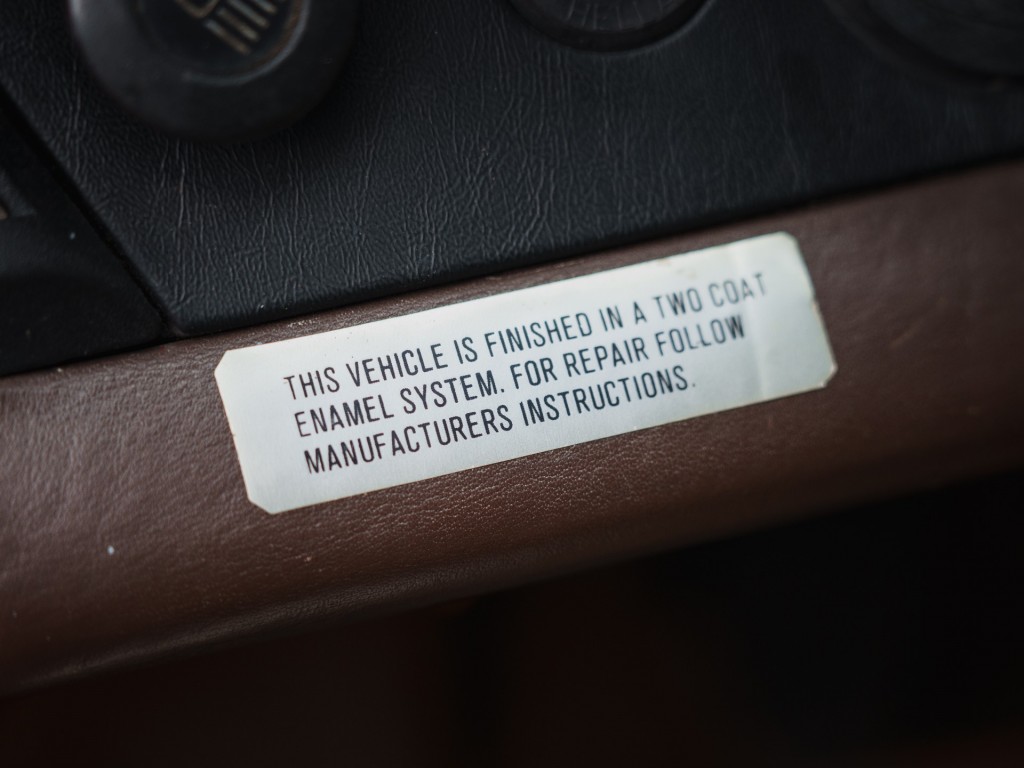 THIS VEHICLE IS FINISHED IN A TWO COAT
ENAMEL SYSTEM. FOR REPAIR FOLLOW
MANUFACTURERS INSTRUCTIONS.